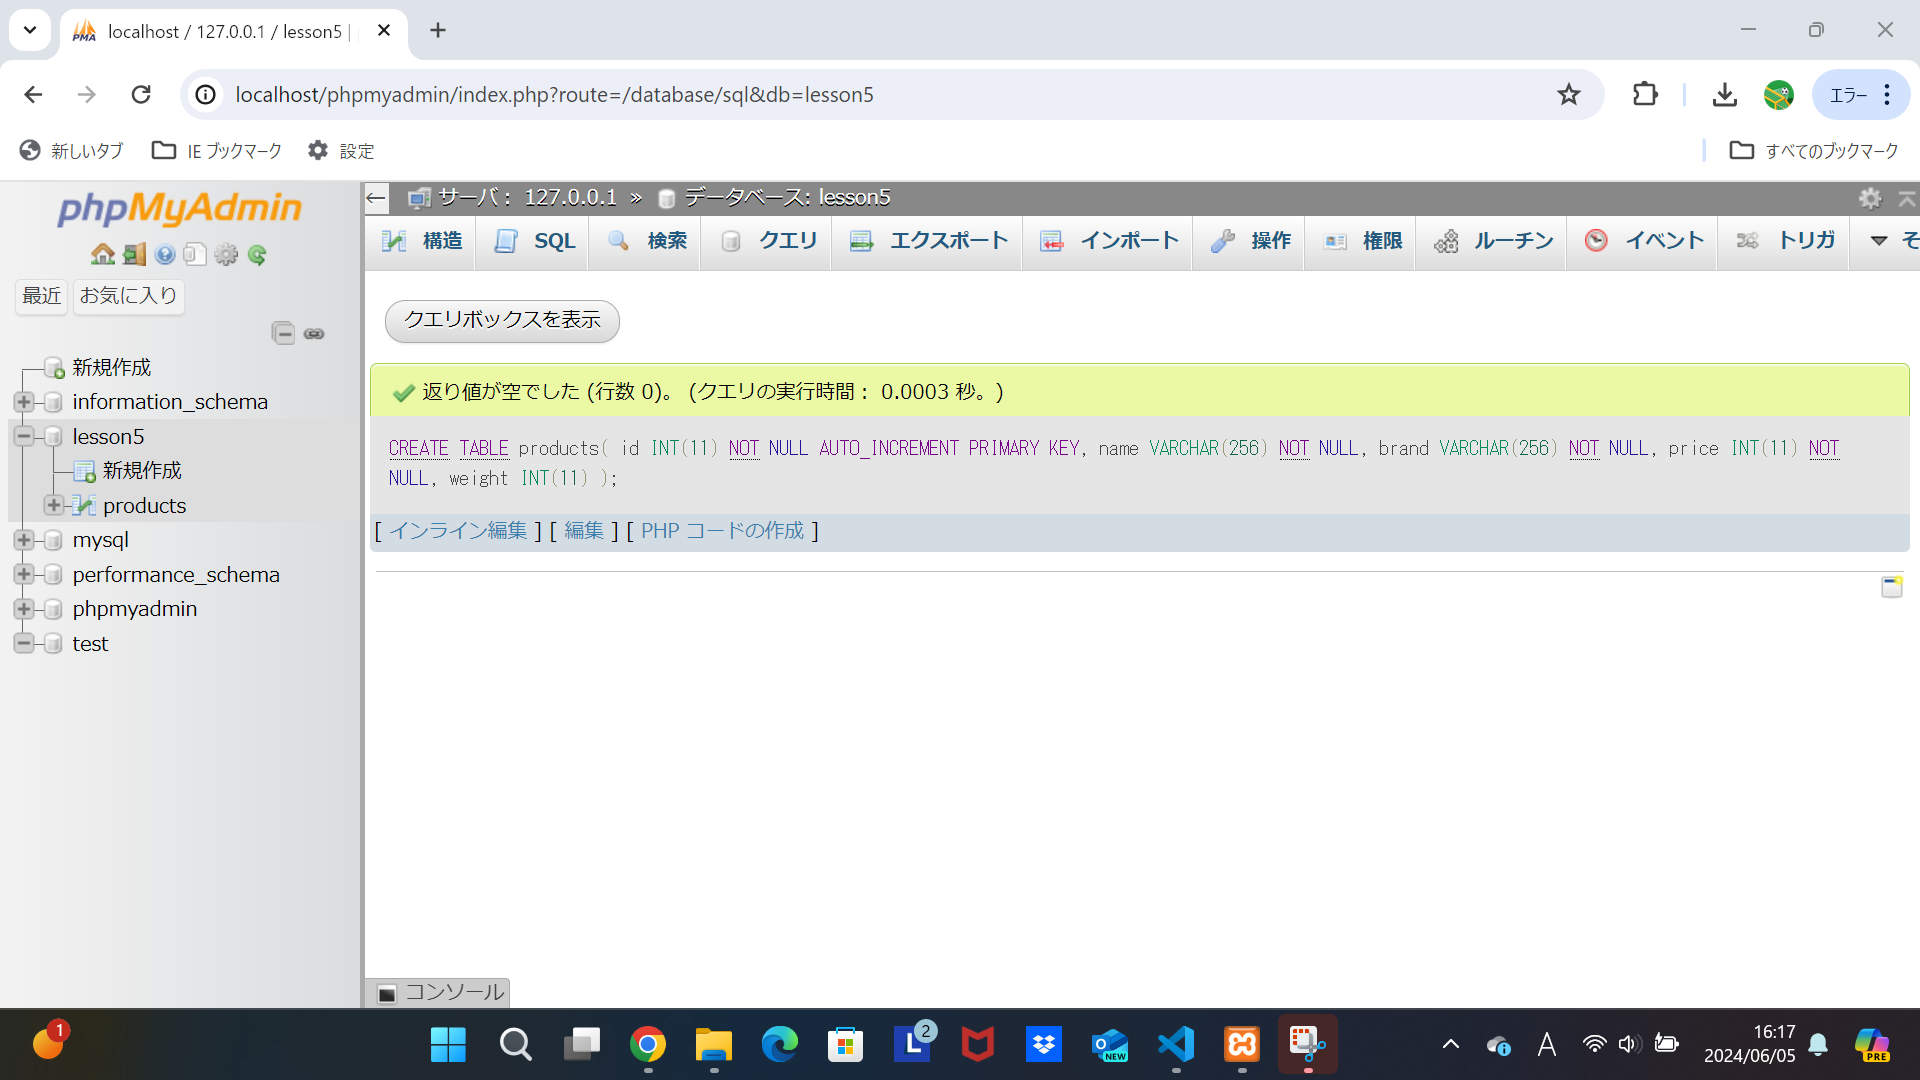 localhost / 127.0.0.1 / lesson5 |
localhost/phpmyadmin/index.php?route=/database/sql&db=lesson5
エラー
新しいタブ
IE ブックマーク
設定
すべてのブックマーク
phpMyAdmin
サーバ： 127.0.0.1 » データベース: lesson5
構造
SQL
検索
クエリ
エクスポート
インポート
操作
権限
ルーチン
イベント
トリガ
そ
最近
お気に入り
新規作成
information_schema
lesson5
新規作成
products
mysql
performance_schema
phpmyadmin
test
クエリボックスを表示
返り値が空でした (行数 0)。 (クエリの実行時間： 0.0003 秒。)
CREATE TABLE products( id INT(11) NOT NULL AUTO_INCREMENT PRIMARY KEY, name VARCHAR(256) NOT NULL, brand VARCHAR(256) NOT NULL, price INT(11) NOT
NULL, weight INT(11) );
[ インライン編集 ] [ 編集 ] [ PHP コードの作成 ]
コンソール
1
2
NEW
A
16:17
2024/06/05
PRE